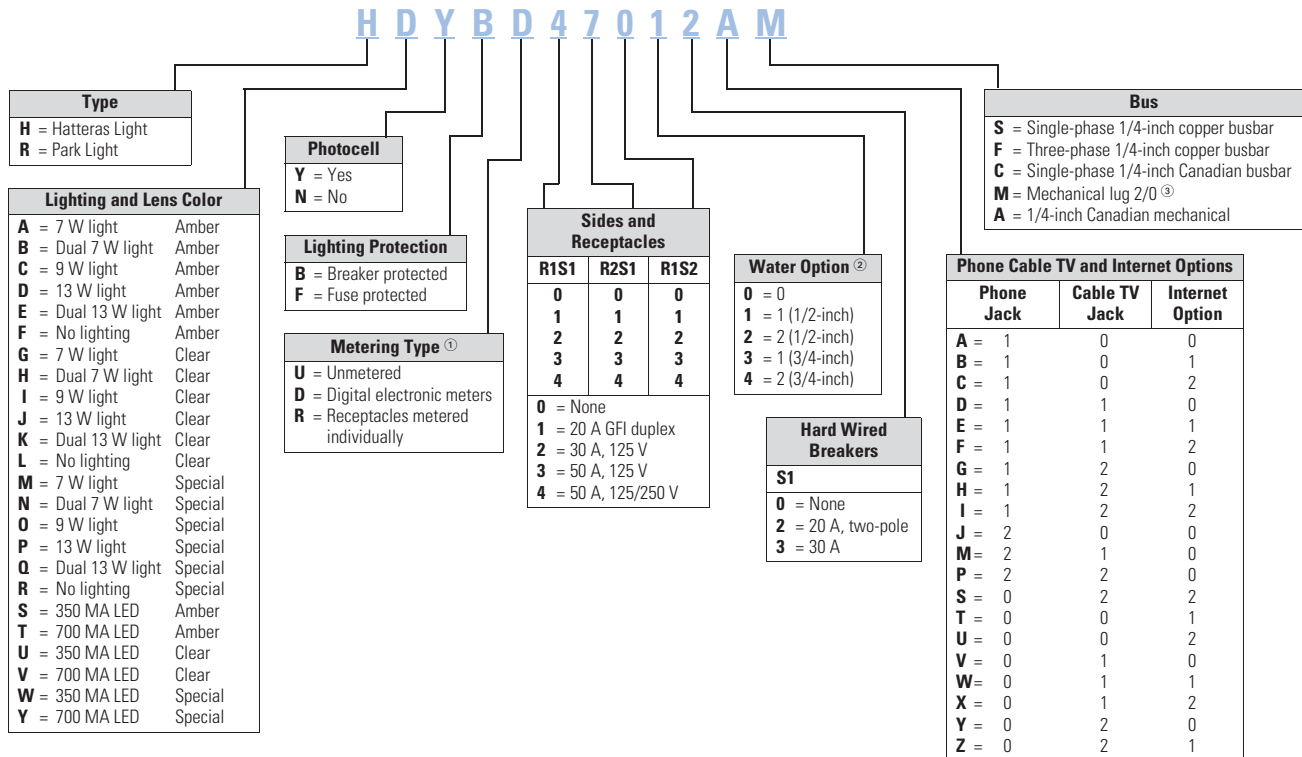 H D Y B D 4 7 0 1 2 A M
Type
H = Hatteras Light
R = Park Light
Lighting and Lens Color
A = 7 W light Amber
B = Dual 7 W light Amber
C = 9 W light Amber
D = 13 W light Amber
E = Dual 13 W light Amber
F = No lighting Amber
G = 7 W light Clear
H = Dual 7 W light Clear
I = 9 W light Clear
J = 13 W light Clear
K = Dual 13 W light Clear
L = No lighting Clear
M = 7 W light Special
N = Dual 7 W light Special
O = 9 W light Special
P = 13 W light Special
Q = Dual 13 W light Special
R = No lighting Special
S = 350 MA LED Amber
T = 700 MA LED Amber
U = 350 MA LED Clear
V = 700 MA LED Clear
W = 350 MA LED Special
Y = 700 MA LED Special
Photocell
Y = Yes
N = No
Lighting Protection
B = Breaker protected
F = Fuse protected
Metering Type ①
U = Unmetered
D = Digital electronic meters
R = Receptacles metered
individually
Sides and
Receptacles
R1S1 R2S1 R1S2
0 0 0
1 1 1
2 2 2
3 3 3
4 4 4
0 = None
1 = 20 A GFI duplex
2 = 30 A, 125 V
3 = 50 A, 125 V
4 = 50 A, 125/250 V
Water Option ②
0 = 0
1 = 1 (1/2-inch)
2 = 2 (1/2-inch)
3 = 1 (3/4-inch)
4 = 2 (3/4-inch)
Hard Wired
Breakers
S1
0 = None
2 = 20 A, two-pole
3 = 30 A
Bus
S = Single-phase 1/4-inch copper busbar
F = Three-phase 1/4-inch copper busbar
C = Single-phase 1/4-inch Canadian busbar
M = Mechanical lug 2/0 ③
A = 1/4-inch Canadian mechanical
Phone Cable TV and Internet Options
Phone Cable TV Internet
Jack Jack Option
A = 1 0 0
B = 1 0 1
C = 1 0 2
D = 1 1 0
E = 1 1 1
F = 1 1 2
G = 1 2 0
H = 1 2 1
I = 1 2 2
J = 2 0 0
M = 2 1 0
P = 2 2 0
S = 0 2 2
T = 0 0 1
U = 0 0 2
V = 0 1 0
W = 0 1 1
X = 0 1 2
Y = 0 2 0
Z = 0 2 1